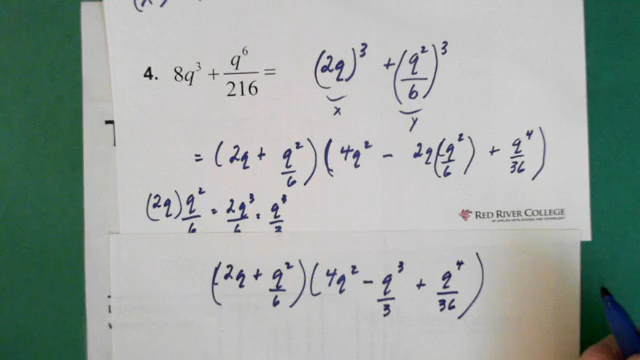 4. 8q³ + q⁶/216 = (2q)³ + (q²/6)³
x y
= (2q + q²/6)(4q² - 2q(q²/6) + q⁴/36)
(2q)q²/6 = 2q³/6 = q³/3
RED RIVER COLLEGE
(2q + q²/6)(4q² - q³/3 + q⁴/36)